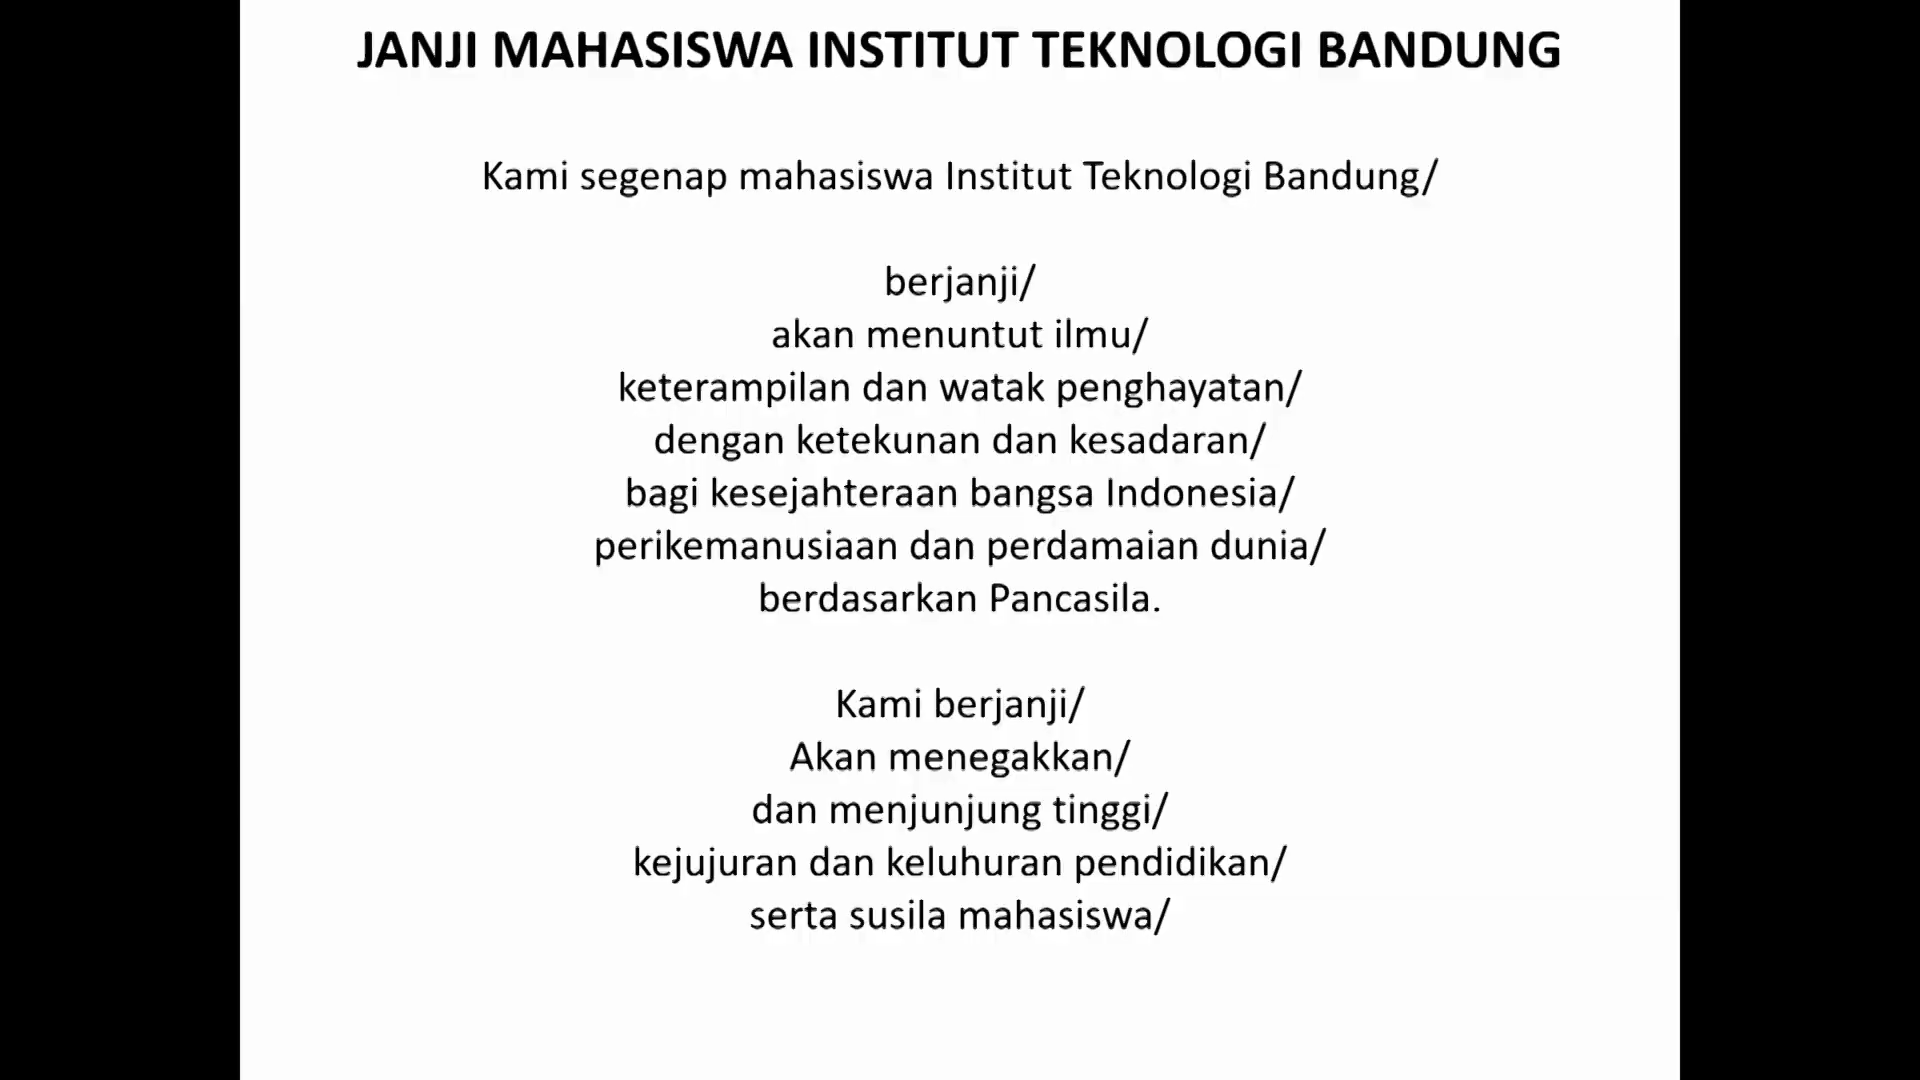 JANJI MAHASISWA INSTITUT TEKNOLOGI BANDUNG
Kami segenap mahasiswa Institut Teknologi Bandung/
berjanji/
akan menuntut ilmu/
keterampilan dan watak penghayatan/
dengan ketekunan dan kesadaran/
bagi kesejahteraan bangsa Indonesia/
perikemanusiaan dan perdamaian dunia/
berdasarkan Pancasila.
Kami berjanji/
Akan menegakkan/
dan menjunjung tinggi/
kejujuran dan keluhuran pendidikan/
serta susila mahasiswa/